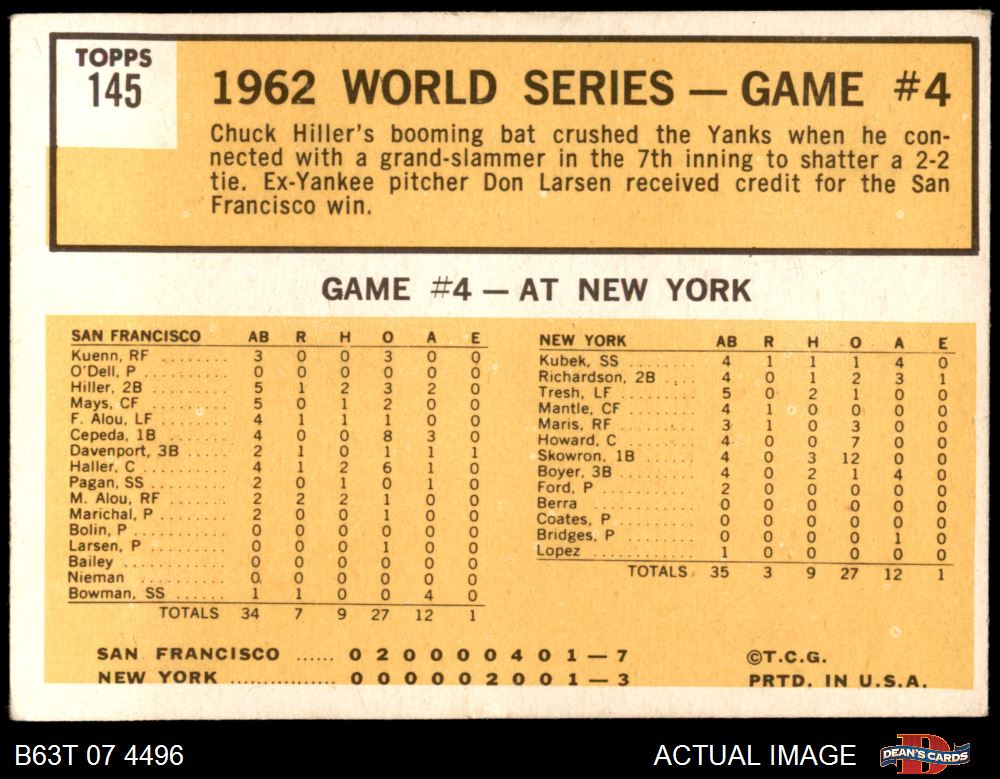 TOPPS
145
1962 WORLD SERIES — GAME #4
Chuck Hiller's booming bat crushed the Yanks when he con-
nected with a grand-slammer in the 7th inning to shatter a 2-2
tie. Ex-Yankee pitcher Don Larsen received credit for the San
Francisco win.
GAME #4 — AT NEW YORK
SAN FRANCISCO AB R H O A E
Kuenn, RF ........ 3 0 0 3 0 0
O'Dell, P ........ 0 0 0 0 0 0
Hiller, 2B ........ 5 1 2 3 2 0
Mays, CF ........ 5 0 1 2 0 0
F. Alou, LF ...... 4 1 1 1 0 0
Cepeda, 1B ...... 4 0 0 8 3 0
Davenport, 3B ... 2 1 0 1 1 1
Haller, C ........ 4 1 2 6 1 0
Pagan, SS ........ 2 0 1 0 1 0
M. Alou, RF ...... 2 2 2 1 0 0
Marichal, P ...... 2 0 0 1 0 0
Bolin, P ......... 0 0 0 0 0 0
Larsen, P ........ 0 0 0 1 0 0
Bailey ........... 0 0 0 0 0 0
Nieman .......... 0 0 0 0 0 0
Bowman, SS ...... 1 1 0 0 4 0
TOTALS 34 7 9 27 12 1
NEW YORK AB R H O A E
Kubek, SS ........ 4 1 1 1 4 0
Richardson, 2B .... 4 0 1 2 3 1
Tresh, LF ........ 5 0 2 1 0 0
Mantle, CF ....... 4 1 0 0 0 0
Maris, RF ........ 3 1 0 3 0 0
Howard, C ....... 4 0 0 7 0 0
Skowron, 1B ..... 4 0 3 12 0 0
Boyer, 3B ........ 4 0 2 1 4 0
Ford, P .......... 2 0 0 0 0 0
Berra ........... 0 0 0 0 0 0
Coates, P ........ 0 0 0 0 0 0
Bridges, P ....... 0 0 0 0 1 0
Lopez ........... 1 0 0 0 0 0
TOTALS 35 3 9 27 12 1
SAN FRANCISCO ...... 0 2 0 0 0 0 4 0 1 — 7
NEW YORK ............... 0 0 0 0 0 2 0 0 1 — 3
©T.C.G.
PRTD. IN U.S.A.
B63T 07 4496
ACTUAL IMAGE
DEAN'S CARDS